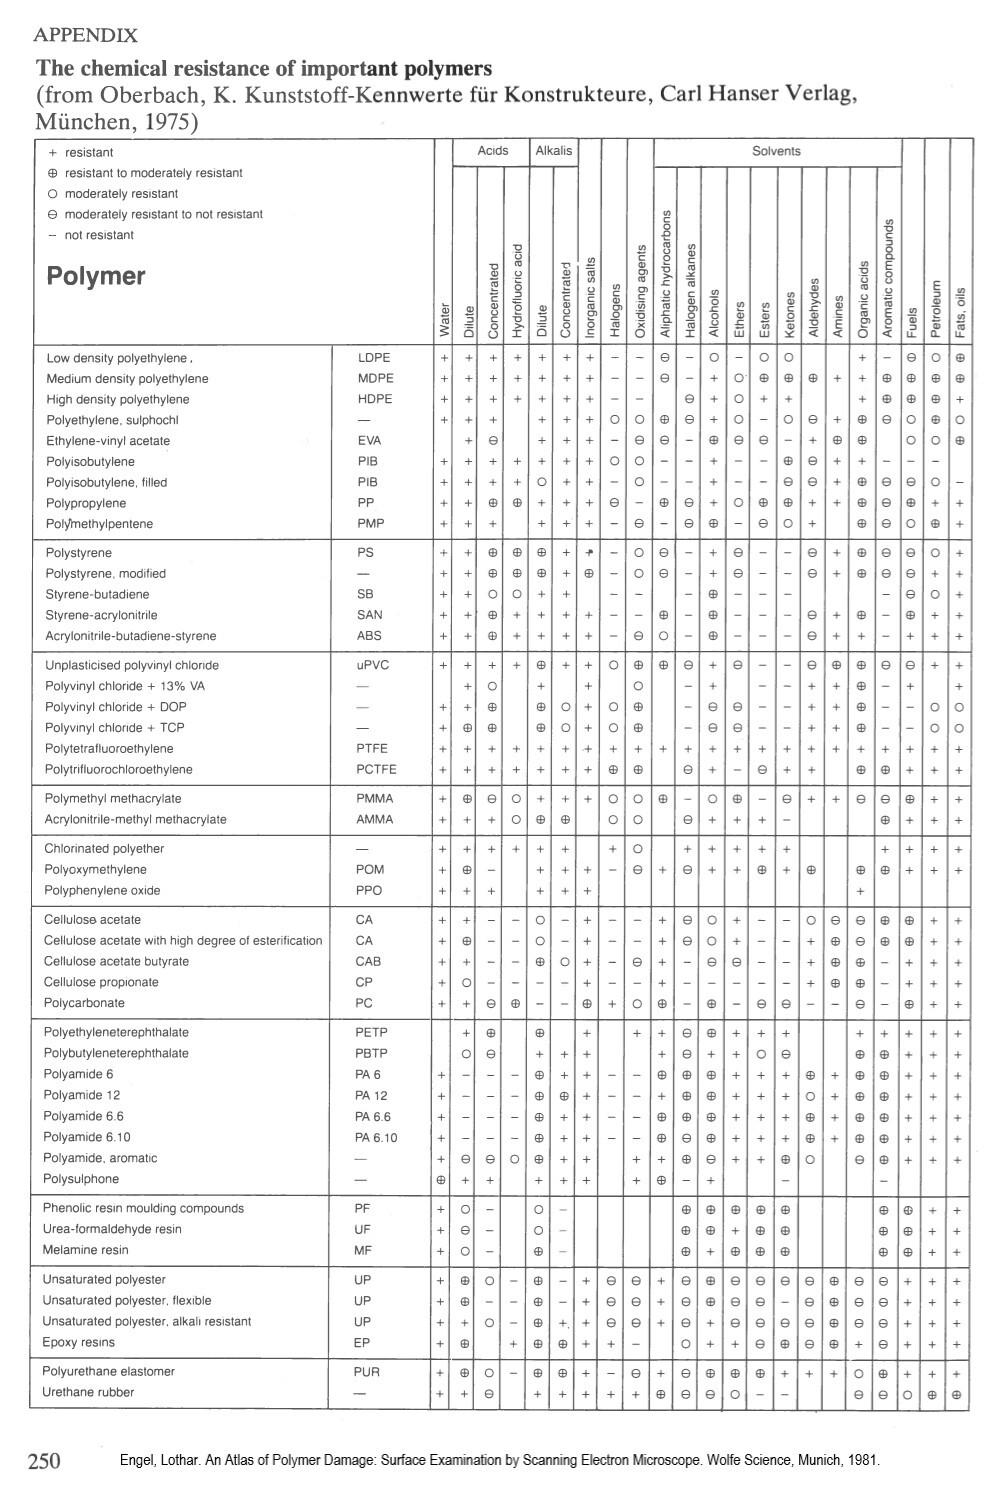 APPENDIX
The chemical resistance of important polymers
(from Oberbach, K. Kunststoff-Kennwerte für Konstrukteure, Carl Hanser Verlag,
München, 1975)
+ resistant
⊕ resistant to moderately resistant
O moderately resistant
⊖ moderately resistant to not resistant
− not resistant
Polymer
Acids
Alkalis
Solvents
Water
Dilute
Concentrated
Hydrofluoric acid
Dilute
Concentrated
Inorganic salts
Halogens
Oxidising agents
Aliphatic hydrocarbons
Halogen alkanes
Alcohols
Ethers
Esters
Ketones
Aldehydes
Amines
Organic acids
Aromatic compounds
Fuels
Petroleum
Fats, oils
Low density polyethylene, LDPE + + + + + + + − − ⊖ − O − O O + − ⊖ O ⊕
Medium density polyethylene MDPE + + + + + + + − − ⊖ − + O ⊕ ⊕ ⊕ + + ⊕ ⊕ ⊕ ⊕
High density polyethylene HDPE + + + + + + + − − ⊖ + O + + + ⊕ ⊕ ⊕ +
Polyethylene, sulphochl — + + + + + + O O ⊕ ⊖ + O − O ⊖ + ⊕ ⊖ O ⊕ O
Ethylene-vinyl acetate EVA + ⊖ + + + − ⊖ ⊖ − ⊕ ⊖ ⊖ − + ⊕ ⊕ O O ⊕
Polyisobutylene PIB + + + + + + + O O − − + − − ⊕ ⊖ + + − − −
Polyisobutylene, filled PIB + + + + O + + − O − − + − − ⊖ ⊖ + ⊕ ⊖ ⊖ O −
Polypropylene PP + + ⊕ ⊕ + + + ⊖ − ⊕ ⊖ + O ⊕ ⊕ + + ⊕ ⊖ ⊕ + +
Polymethylpentene PMP + + + + + + − ⊖ − ⊖ ⊕ − ⊖ O + ⊕ ⊖ O ⊕ +
Polystyrene PS + + ⊕ ⊕ ⊕ + + − O ⊖ − + ⊖ − − ⊖ + ⊕ ⊖ ⊖ O +
Polystyrene, modified — + + ⊕ ⊕ ⊕ + ⊕ − O ⊖ − + ⊖ − − ⊖ + ⊕ ⊖ ⊖ + +
Styrene-butadiene SB + + O O + + − − − ⊕ − − − − ⊖ O +
Styrene-acrylonitrile SAN + + ⊕ + + + + − − ⊕ − ⊕ − − − ⊖ + ⊕ − ⊕ + +
Acrylonitrile-butadiene-styrene ABS + + ⊕ + + + + − ⊖ O − ⊕ − − − ⊖ + + − + + +
Unplasticised polyvinyl chloride uPVC + + + + ⊕ + + O ⊕ ⊕ ⊖ + ⊖ − − ⊖ ⊕ ⊕ ⊖ ⊖ + +
Polyvinyl chloride + 13% VA — + O + + O − + − − + + ⊕ − + +
Polyvinyl chloride + DOP — + + ⊕ ⊕ O + O ⊕ − ⊖ ⊖ − − + + ⊕ − − O O
Polyvinyl chloride + TCP — + ⊕ ⊕ ⊕ O + O ⊕ − ⊖ ⊖ − − + + ⊕ − − O O
Polytetrafluoroethylene PTFE + + + + + + + + + + + + + + + + + + + + + +
Polytrifluorochloroethylene PCTFE + + + + + + + ⊕ ⊕ ⊖ + − ⊖ + + ⊕ ⊕ + + +
Polymethyl methacrylate PMMA + ⊕ ⊖ O + + + O O ⊕ − O ⊕ − ⊖ + + ⊖ ⊖ ⊕ + +
Acrylonitrile-methyl methacrylate AMMA + + + O ⊕ ⊕ O O ⊖ + + + − ⊕ + + +
Chlorinated polyether — + + + + + + + O + + + + + + + + +
Polyoxymethylene POM + ⊕ − + + + − ⊖ + ⊖ + + ⊕ + ⊕ ⊕ ⊕ + + +
Polyphenylene oxide PPO + + + + + + +
Cellulose acetate CA + + − − O − + − − + ⊖ O + − − O ⊖ ⊖ ⊕ ⊕ + +
Cellulose acetate with high degree of esterification CA + ⊕ − − O − + − − + ⊖ O + − − + ⊕ ⊖ ⊕ ⊕ + +
Cellulose acetate butyrate CAB + + − − ⊕ O + − ⊖ + − ⊖ ⊖ − − + ⊕ ⊕ − + + +
Cellulose propionate CP + O − − − − + − − + − − − − − + ⊕ ⊕ − + + +
Polycarbonate PC + + ⊖ ⊕ − − ⊕ + O ⊕ − ⊕ − ⊖ ⊖ − − ⊖ − ⊕ + +
Polyethyleneterephthalate PETP + ⊕ ⊕ + + + ⊖ ⊕ + + + + + + + +
Polybutyleneterephthalate PBTP O ⊖ + + + + ⊖ + + O ⊖ ⊕ ⊕ + + +
Polyamide 6 PA 6 + − − − ⊕ + + − − ⊕ ⊕ ⊕ + + + ⊕ + ⊕ ⊕ + + +
Polyamide 12 PA 12 + − − − ⊕ ⊕ + − − + ⊕ ⊕ + + + O + ⊕ ⊕ + + +
Polyamide 6.6 PA 6.6 + − − − ⊕ + + − − ⊕ ⊕ ⊕ + + + ⊕ + ⊕ ⊕ + + +
Polyamide 6.10 PA 6.10 + − − − ⊕ + + − − ⊕ ⊖ ⊕ + + + ⊕ + ⊕ ⊕ + + +
Polyamide, aromatic — + ⊖ ⊖ O ⊕ + + + + ⊕ ⊖ + + ⊕ O ⊖ ⊕ + + +
Polysulphone — ⊕ + + + + + + ⊕ − + − −
Phenolic resin moulding compounds PF + O − O − ⊕ ⊕ ⊕ ⊕ ⊕ ⊕ ⊕ + +
Urea-formaldehyde resin UF + ⊖ − O − ⊕ ⊕ + ⊕ ⊕ ⊕ ⊕ + +
Melamine resin MF + O − ⊕ − ⊕ + ⊕ ⊕ ⊕ ⊕ ⊕ + +
Unsaturated polyester UP + ⊕ O − ⊕ − + ⊖ ⊖ + ⊖ ⊕ ⊖ ⊖ ⊖ ⊖ ⊕ ⊖ ⊖ + + +
Unsaturated polyester, flexible UP + ⊕ − − ⊕ − + ⊖ ⊖ + ⊖ ⊕ ⊖ ⊖ − ⊖ ⊕ ⊖ ⊖ + + +
Unsaturated polyester, alkali resistant UP + + O − ⊕ + + ⊖ ⊖ + ⊖ + ⊖ ⊖ ⊖ ⊖ ⊕ ⊖ ⊖ + + +
Epoxy resins EP + ⊕ + ⊕ ⊕ + + − O + + ⊖ ⊕ ⊖ ⊕ + ⊖ + + +
Polyurethane elastomer PUR + ⊕ O − ⊕ ⊕ + − ⊖ + ⊖ ⊕ ⊕ ⊕ + + + O ⊕ + + +
Urethane rubber — + + ⊖ + + + + + ⊕ ⊖ ⊖ O − − ⊖ ⊖ O ⊕ ⊕
250
Engel, Lothar. An Atlas of Polymer Damage: Surface Examination by Scanning Electron Microscope. Wolfe Science, Munich, 1981.